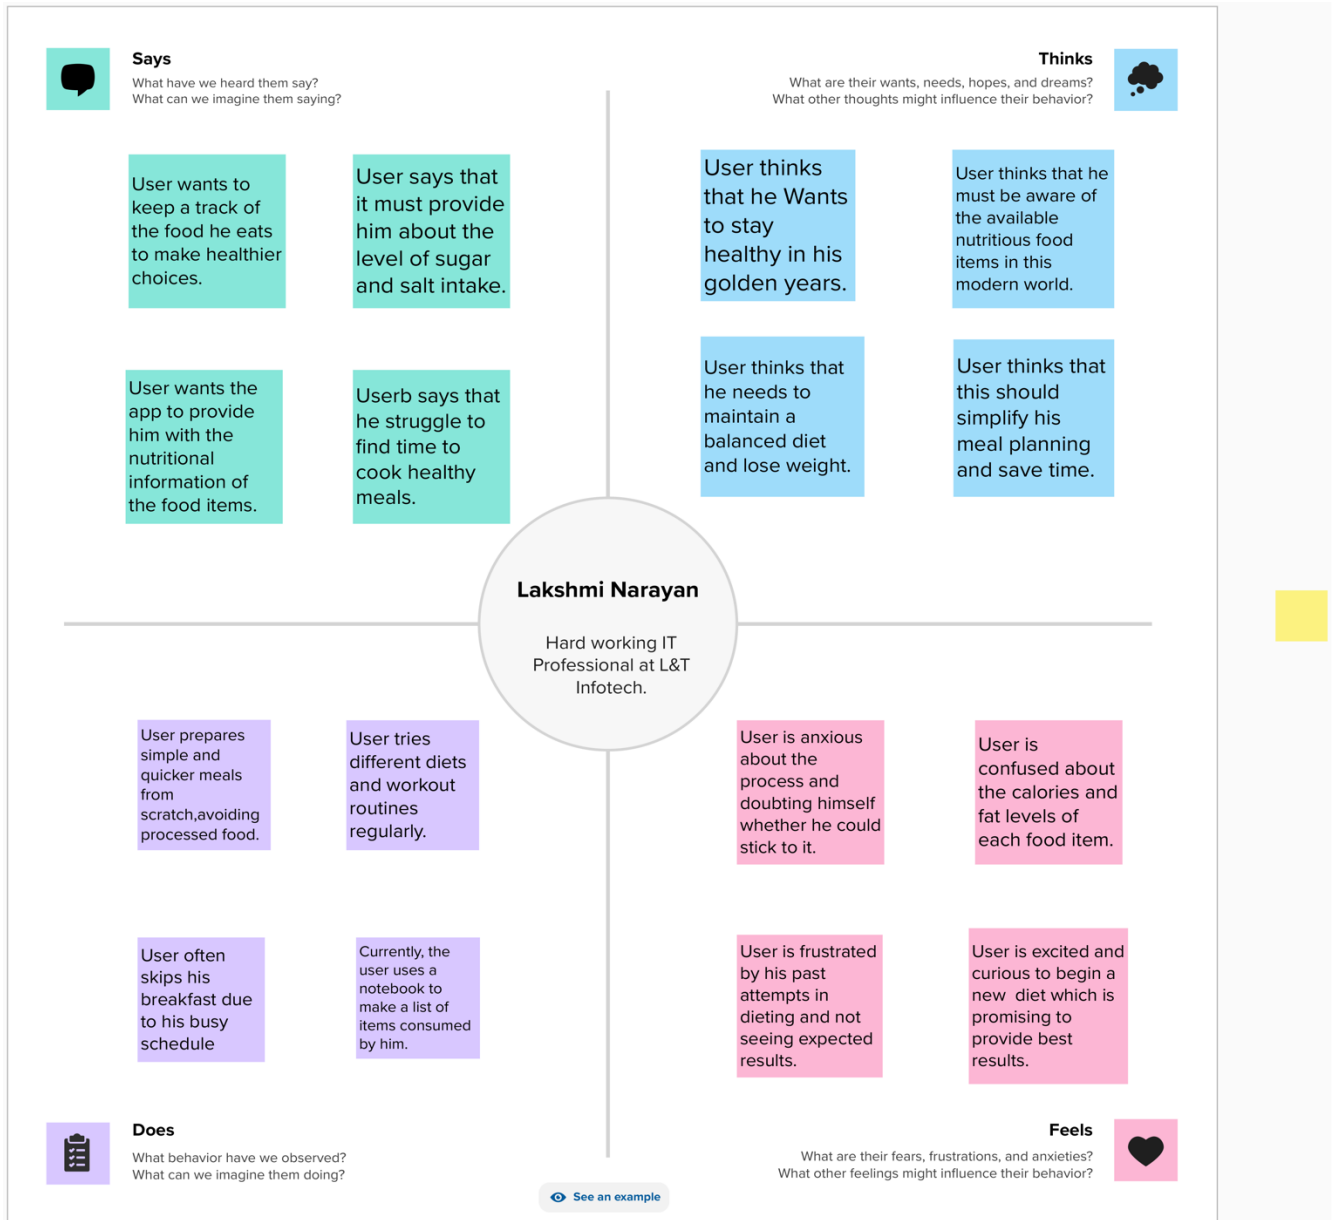 Says
What have we heard them say?
What can we imagine them saying?
Thinks
What are their wants, needs, hopes, and dreams?
What other thoughts might influence their behavior?
User wants to
keep a track of
the food he eats
to make healthier
choices.
User says that
it must provide
him about the
level of sugar
and salt intake.
User thinks
that he Wants
to stay
healthy in his
golden years.
User thinks that he
must be aware of
the available
nutritious food
items in this
modern world.
User wants the
app to provide
him with the
nutritional
information of
the food items.
Userb says that
he struggle to
find time to
cook healthy
meals.
User thinks that
he needs to
maintain a
balanced diet
and lose weight.
User thinks that
this should
simplify his
meal planning
and save time.
Lakshmi Narayan
Hard working IT
Professional at L&T
Infotech.
User prepares
simple and
quicker meals
from
scratch,avoiding
processed food.
User tries
different diets
and workout
routines
regularly.
User is anxious
about the
process and
doubting himself
whether he could
stick to it.
User is
confused about
the calories and
fat levels of
each food item.
User often
skips his
breakfast due
to his busy
schedule
Currently, the
user uses a
notebook to
make a list of
items consumed
by him.
User is frustrated
by his past
attempts in
dieting and not
seeing expected
results.
User is excited and
curious to begin a
new  diet which is
promising to
provide best
results.
Does
What behavior have we observed?
What can we imagine them doing?
Feels
What are their fears, frustrations, and anxieties?
What other feelings might influence their behavior?
See an example